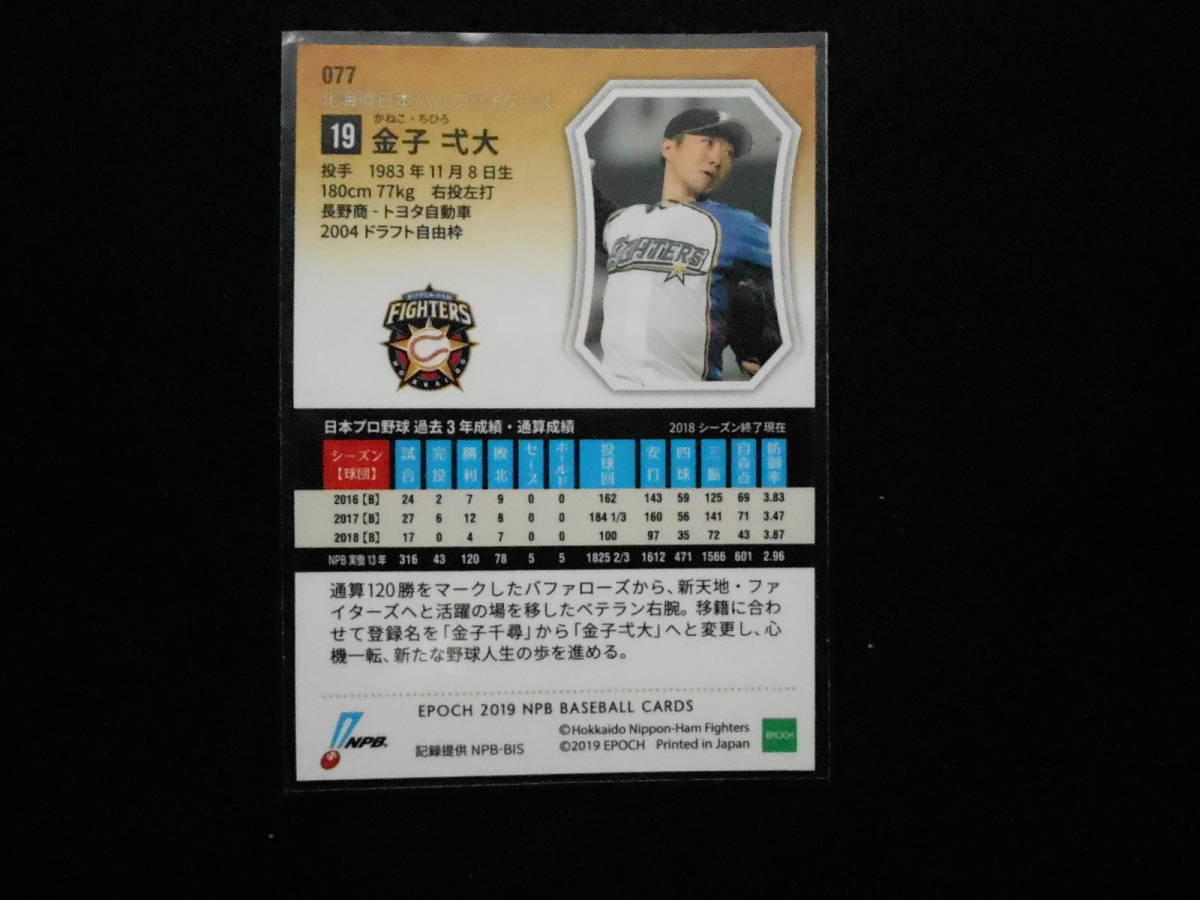 077
北海道日本ハムファイターズ
かねこ・ちひろ
19 金子 弌大
投手 1983年11月8日生
180cm 77kg 右投左打
長野商 - トヨタ自動車
2004 ドラフト自由枠
FIGHTERS
NIPPON-HAM
FIGHTERS
HOKKAIDO
日本プロ野球 過去3年成績・通算成績 2018 シーズン終了現在
シーズン【球団】 試合 完投 勝利 敗北 セーブ ホールド 投球回 安打 四球 三振 自責点 防御率
2016【B】 24 2 7 9 0 0 162 143 59 125 69 3.83
2017【B】 27 6 12 8 0 0 184 1/3 160 56 141 71 3.47
2018【B】 17 0 4 7 0 0 100 97 35 72 43 3.87
NPB 実働 13年 316 43 120 78 5 5 1825 2/3 1612 471 1566 601 2.96
通算120勝をマークしたバファローズから、新天地・ファ
イターズへと活躍の場を移したベテラン右腕。移籍に合わ
せて登録名を「金子千尋」から「金子弌大」へと変更し、心
機一転、新たな野球人生の歩を進める。
EPOCH 2019 NPB BASEBALL CARDS
NPB
記録提供 NPB-BIS
©Hokkaido Nippon-Ham Fighters
©2019 EPOCH Printed in Japan
EPOCH